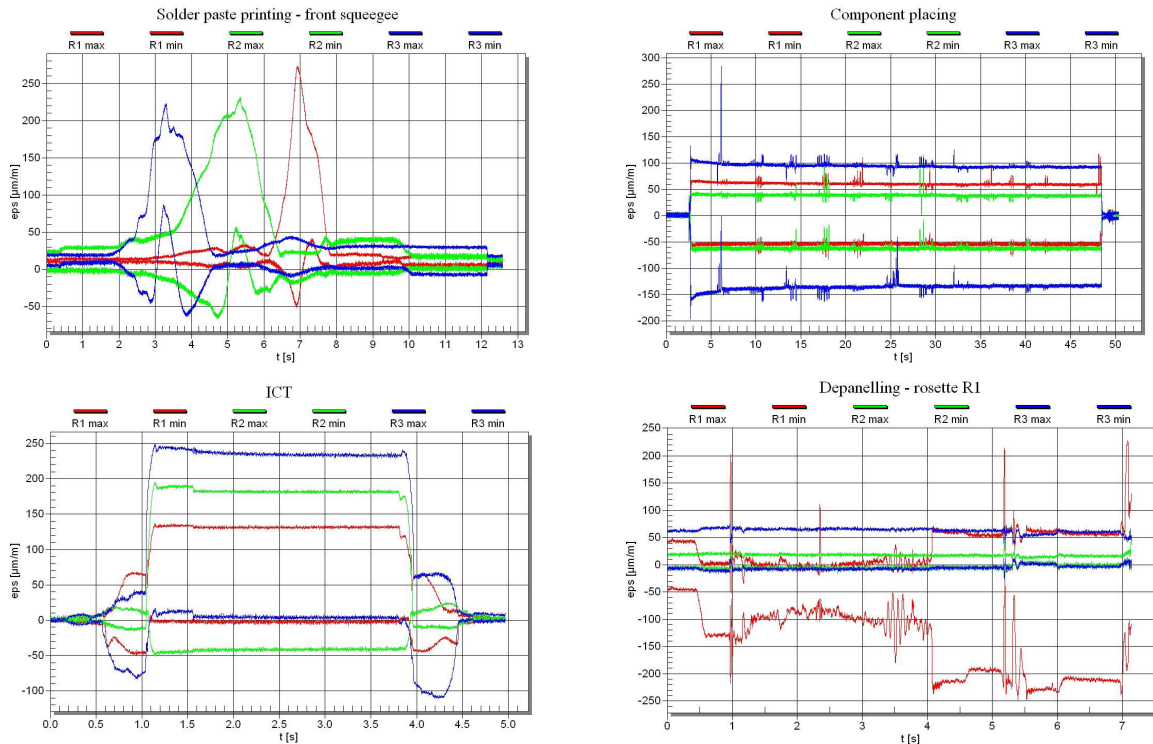 Solder paste printing - front squeegee
R1 max R1 min R2 max R2 min R3 max R3 min
eps [µm/m]
250
200
150
100
50
0
-50
0 1 2 3 4 5 6 7 8 9 10 11 12 13
t [s]
Component placing
R1 max R1 min R2 max R2 min R3 max R3 min
eps [µm/m]
300
250
200
150
100
50
0
-50
-100
-150
-200
0 5 10 15 20 25 30 35 40 45 50
t [s]
ICT
R1 max R1 min R2 max R2 min R3 max R3 min
eps [µm/m]
250
200
150
100
50
0
-50
-100
0.0 0.5 1.0 1.5 2.0 2.5 3.0 3.5 4.0 4.5 5.0
t [s]
Depanelling - rosette R1
R1 max R1 min R2 max R2 min R3 max R3 min
eps [µm/m]
250
200
150
100
50
0
-50
-100
-150
-200
-250
0 1 2 3 4 5 6 7
t [s]